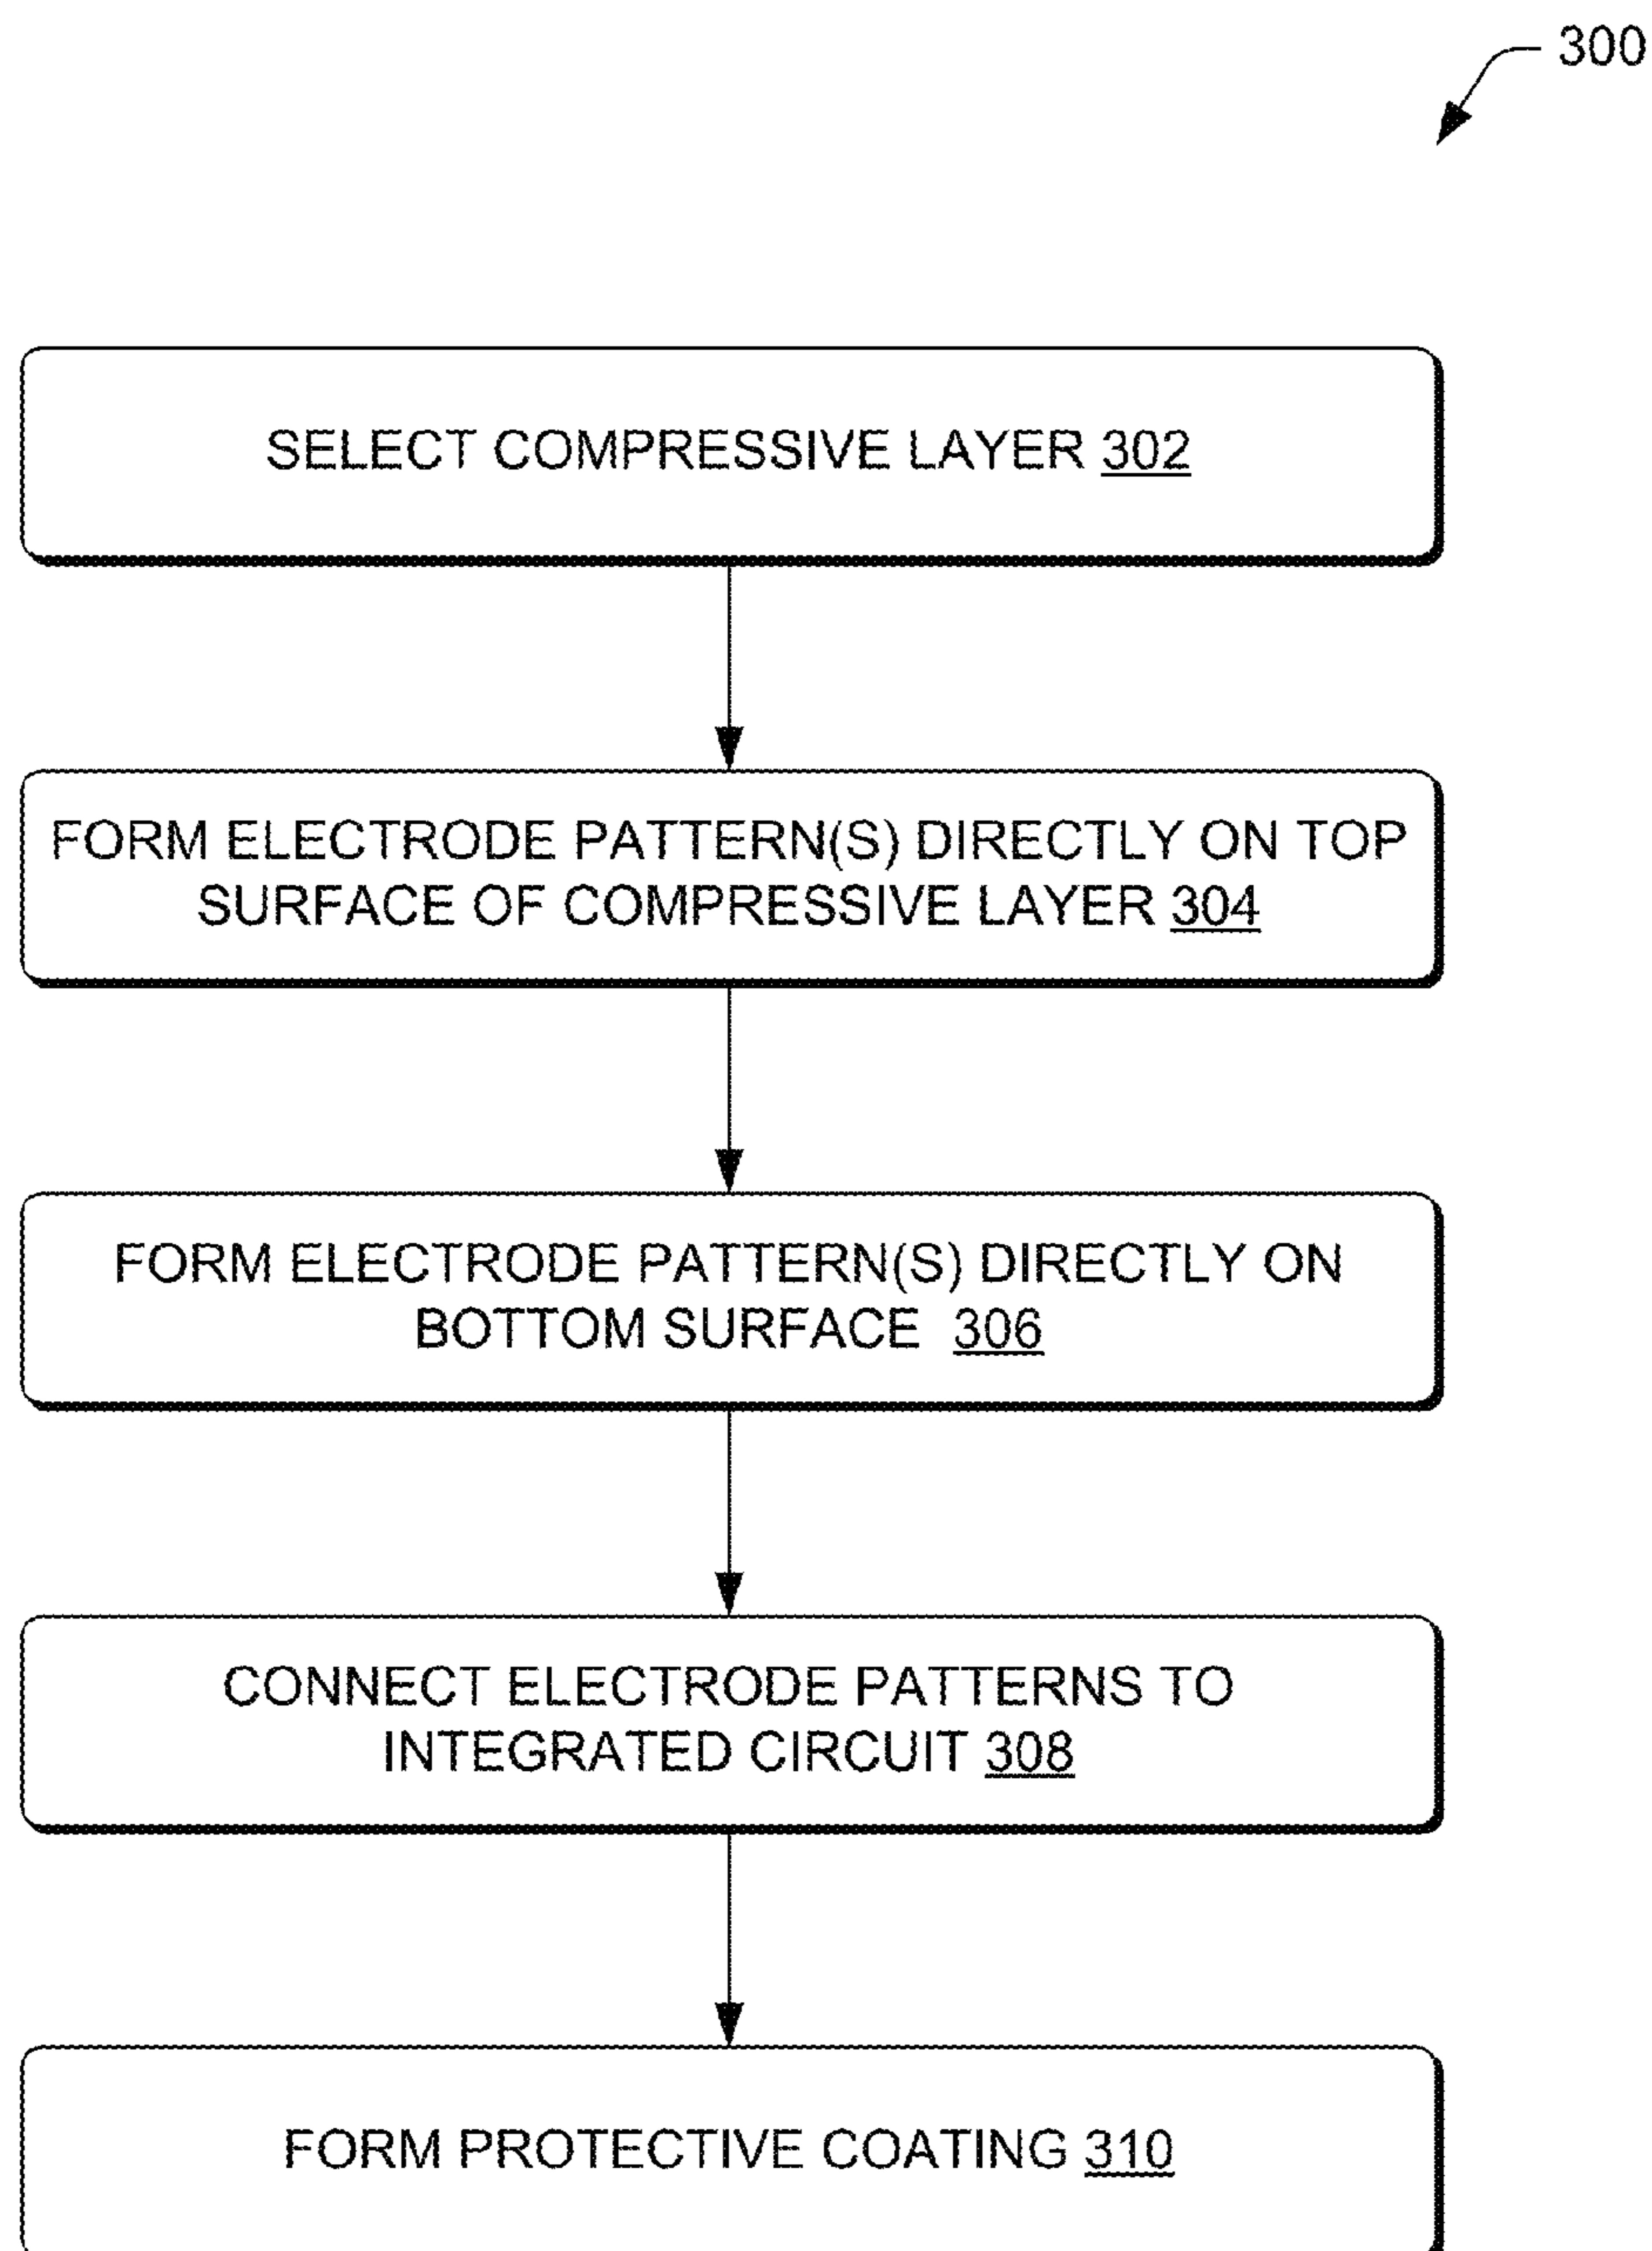 300
SELECT COMPRESSIVE LAYER 302
FORM ELECTRODE PATTERN(S) DIRECTLY ON TOP
SURFACE OF COMPRESSIVE LAYER 304
FORM ELECTRODE PATTERN(S) DIRECTLY ON
BOTTOM SURFACE 306
CONNECT ELECTRODE PATTERNS TO
INTEGRATED CIRCUIT 308
FORM PROTECTIVE COATING 310